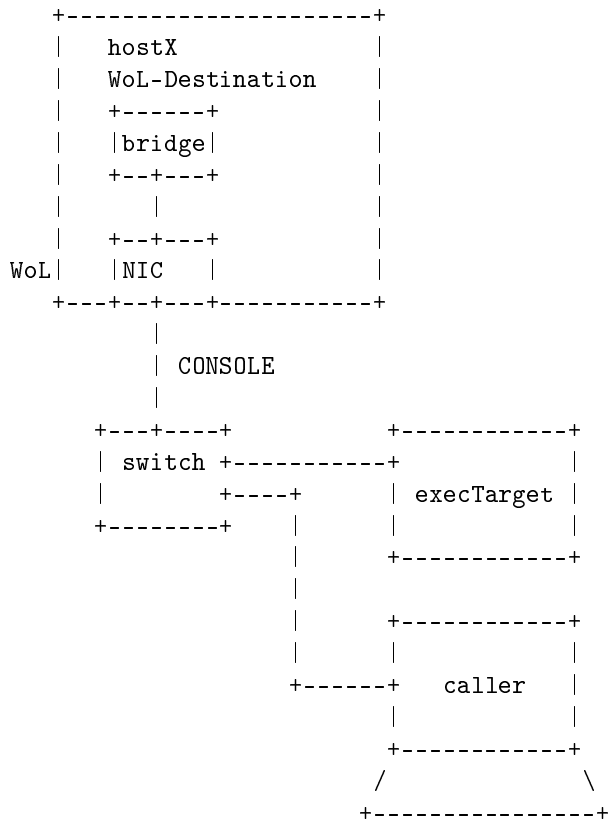 hostX
WoL-Destination
bridge
WoL NIC
CONSOLE
switch
execTarget
caller